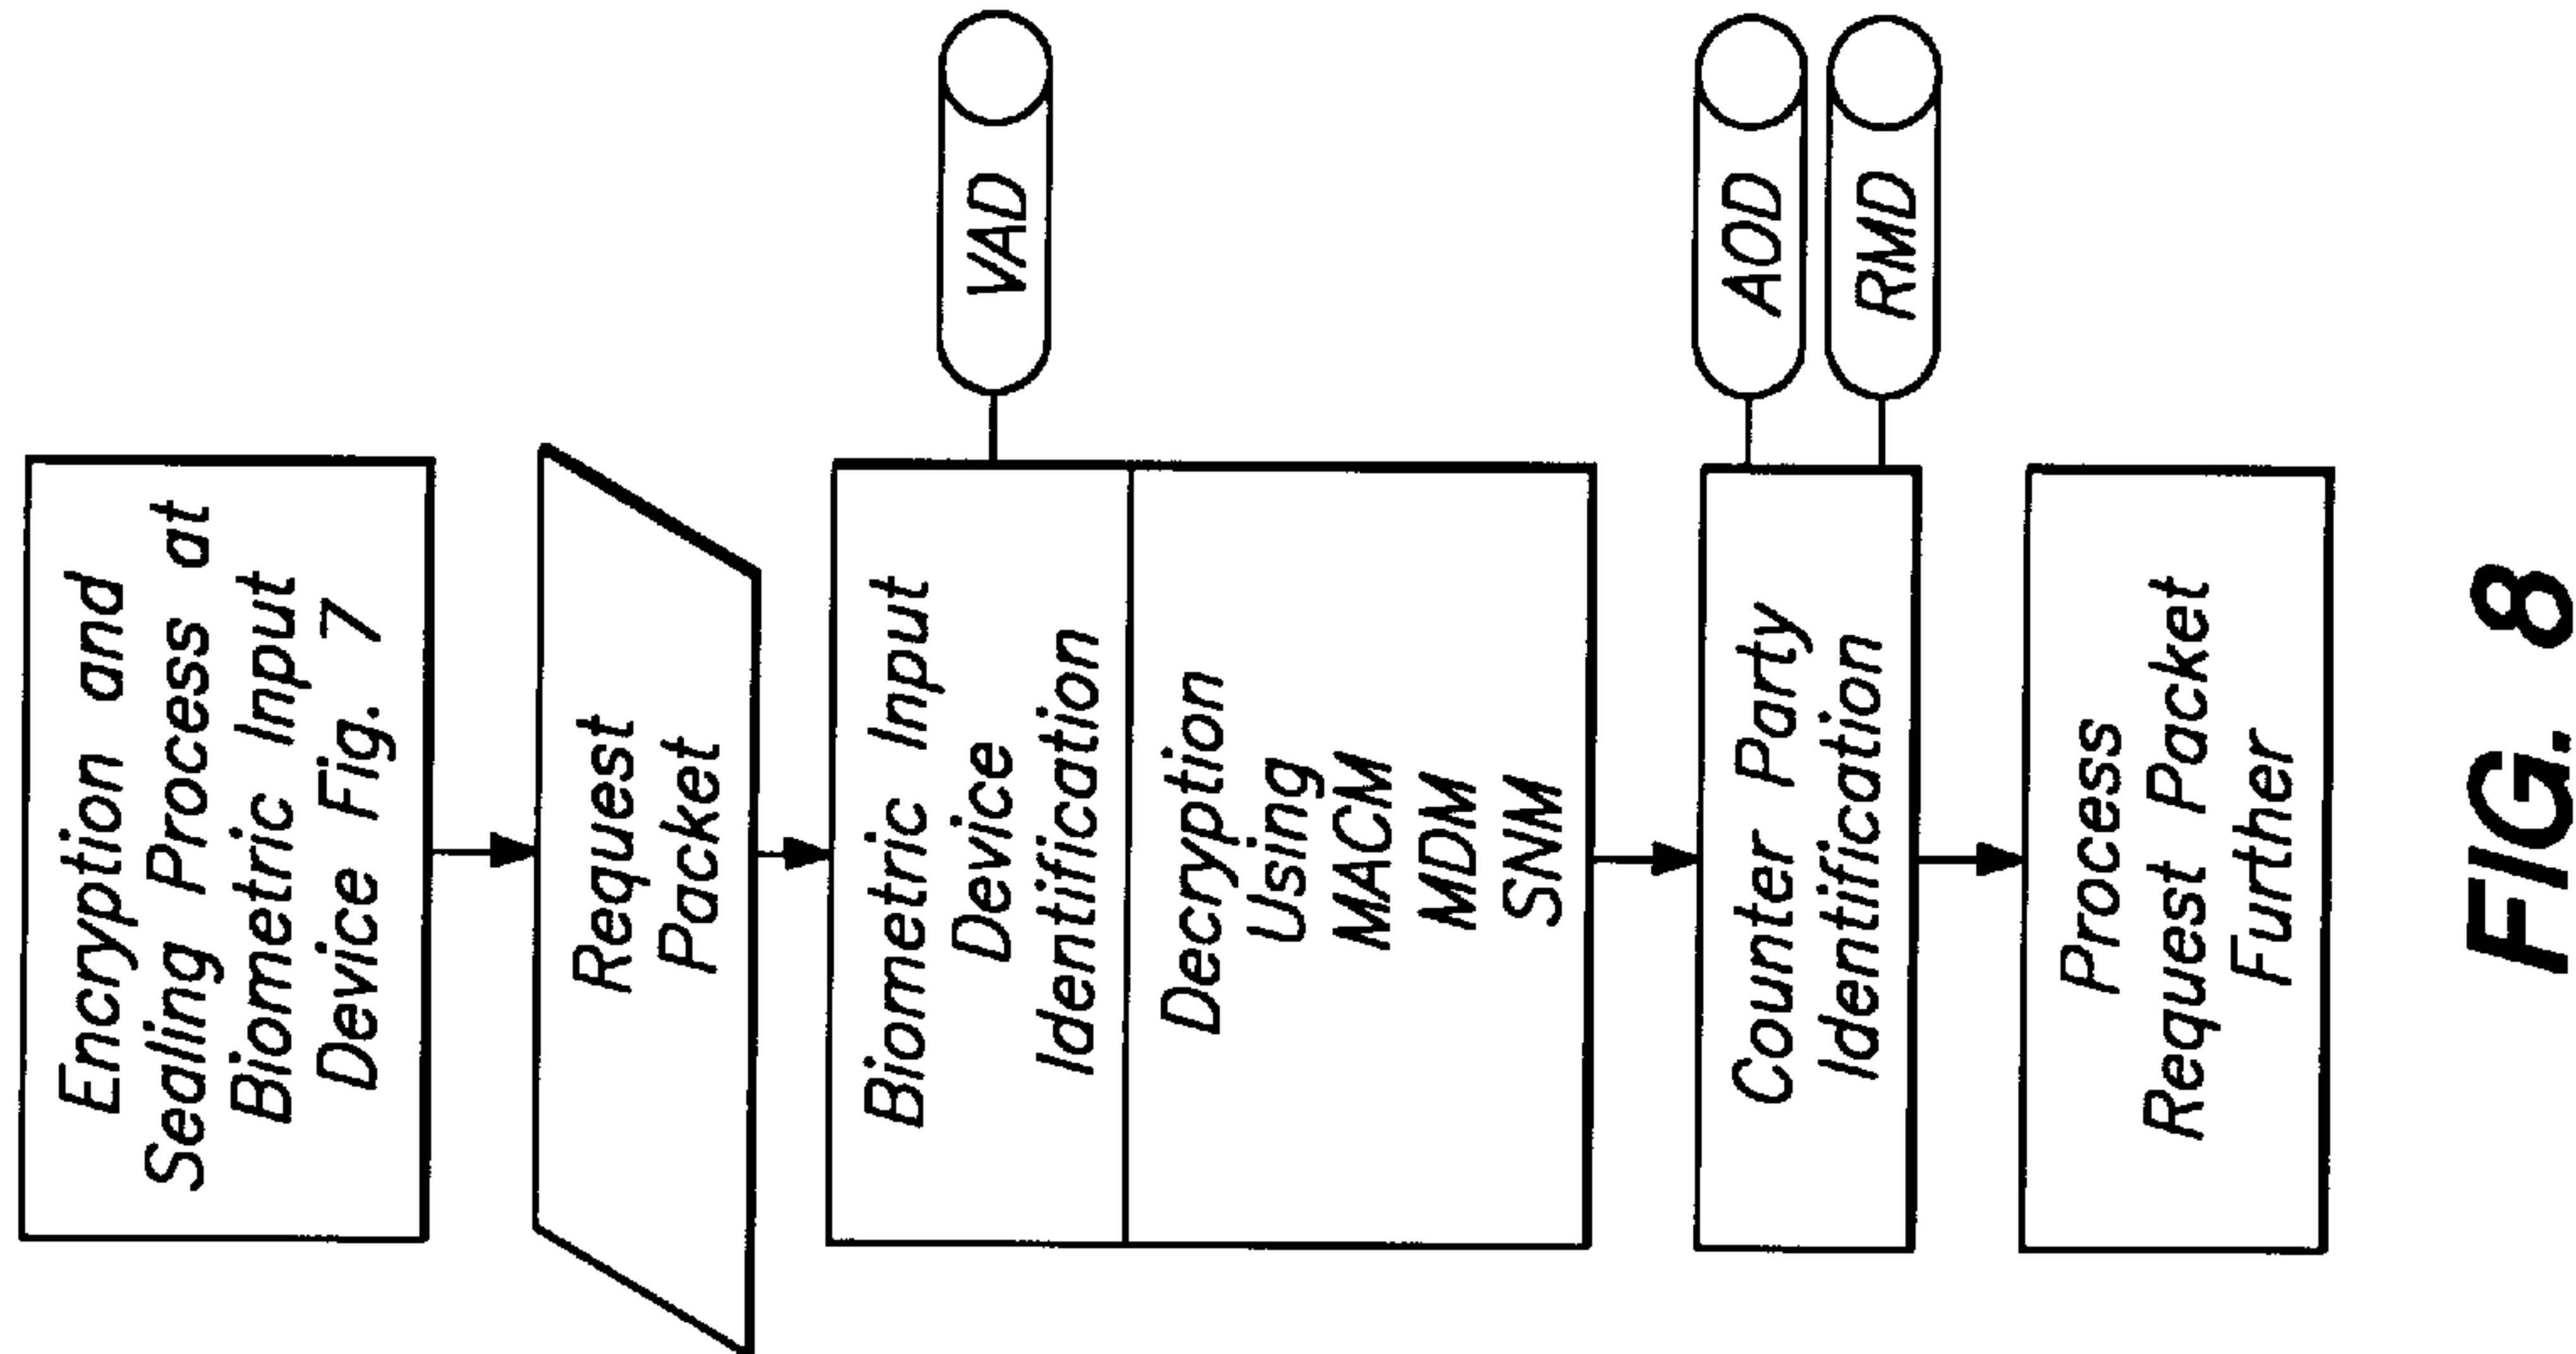 Encryption and
Sealing Process at
Biometric Input
Device Fig. 7
Request
Packet
Biometric Input
Device
Identification
VAD
Decryption
Using
MACM
MDM
SNM
Counter Party
Identification
AOD
RMD
Process
Request Packet
Further
FIG. 8